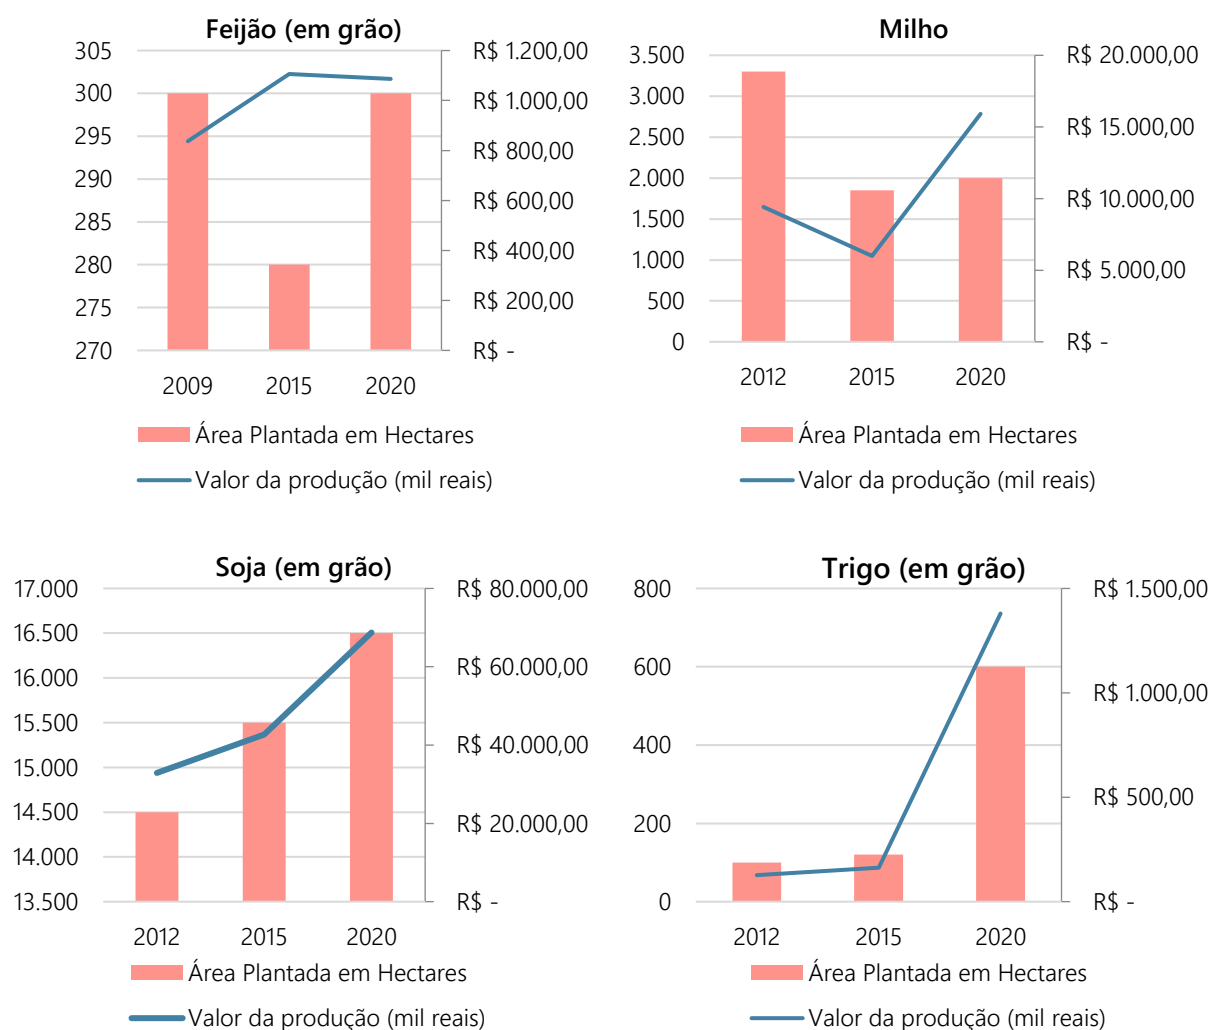 Feijão (em grão)
305
300
295
290
285
280
275
270
R$ 1.200,00
R$ 1.000,00
R$ 800,00
R$ 600,00
R$ 400,00
R$ 200,00
R$ -
2009 2015 2020
Área Plantada em Hectares
Valor da produção (mil reais)
Milho
3.500
3.000
2.500
2.000
1.500
1.000
500
0
R$ 20.000,00
R$ 15.000,00
R$ 10.000,00
R$ 5.000,00
R$ -
2012 2015 2020
Área Plantada em Hectares
Valor da produção (mil reais)
Soja (em grão)
17.000
16.500
16.000
15.500
15.000
14.500
14.000
13.500
R$ 80.000,00
R$ 60.000,00
R$ 40.000,00
R$ 20.000,00
R$ -
2012 2015 2020
Área Plantada em Hectares
Valor da produção (mil reais)
Trigo (em grão)
800
600
400
200
0
R$ 1.500,00
R$ 1.000,00
R$ 500,00
R$ -
2012 2015 2020
Área Plantada em Hectares
Valor da produção (mil reais)